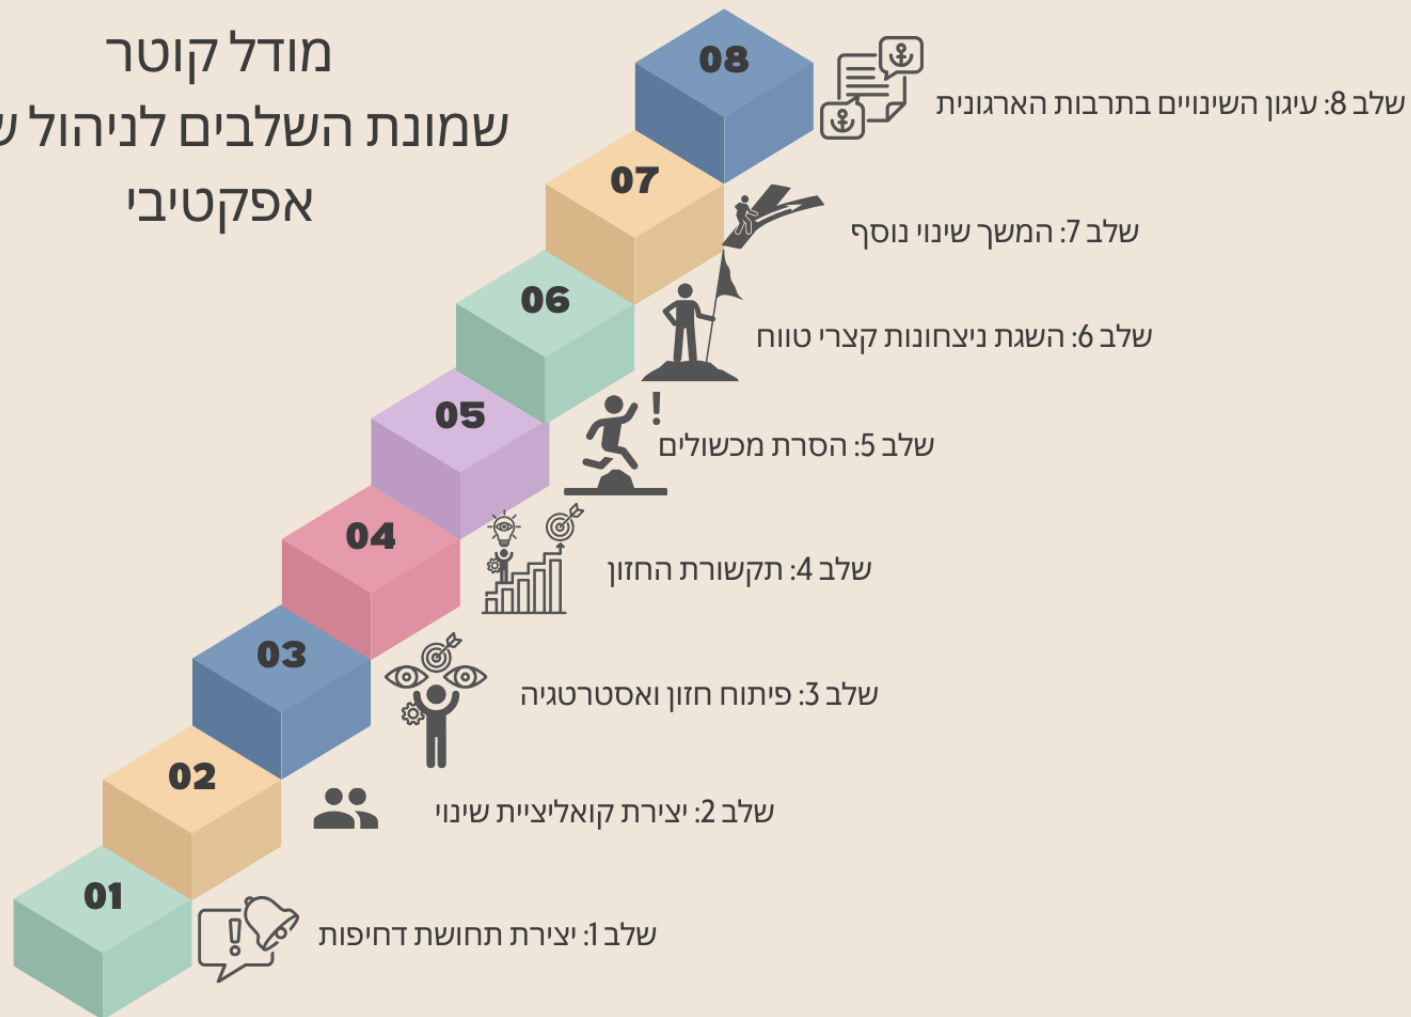 מודל קוטר
שמונת השלבים לניהול
אפקטיבי
08
שלב 8: עיגון השינויים בתרבות הארגונית
07
שלב 7: המשך שינוי נוסף
06
שלב 6: השגת ניצחונות קצרי טווח
05
שלב 5: הסרת מכשולים
04
שלב 4: תקשורת החזון
03
שלב 3: פיתוח חזון ואסטרטגיה
02
שלב 2: יצירת קואליציית שינוי
01
שלב 1: יצירת תחושת דחיפות